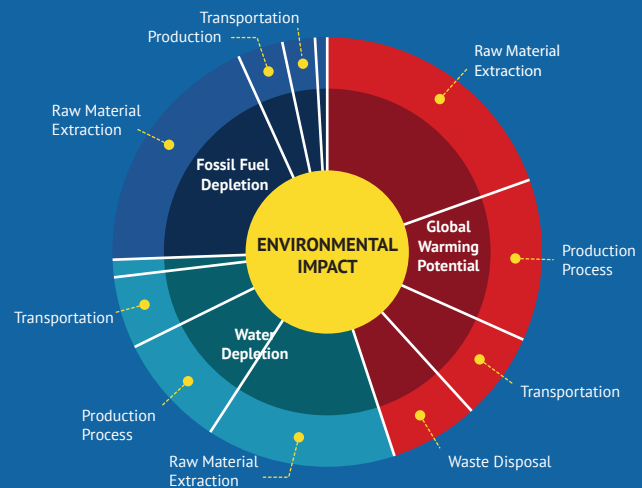 Transportation
Production
Raw Material
Extraction
Raw Material
Extraction
Fossil Fuel
Depletion
Global
Warming
Potential
ENVIRONMENTAL
IMPACT
Production
Process
Transportation
Water
Depletion
Transportation
Production
Process
Raw Material
Extraction
Waste Disposal